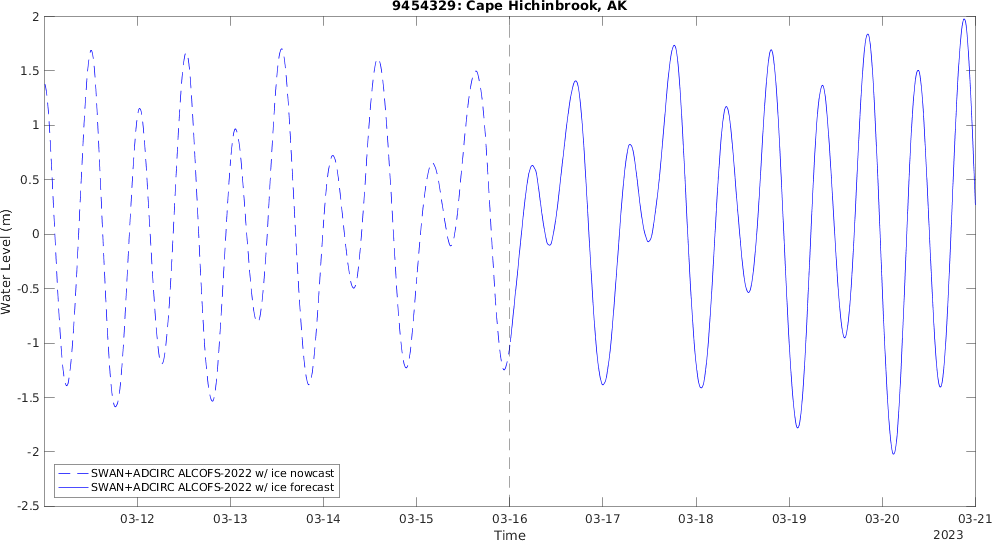 9454329: Cape Hichinbrook, AK
2
1.5
1
0.5
0
-0.5
-1
-1.5
-2
-2.5
Water Level (m)
SWAN+ADCIRC ALCOFS-2022 w/ ice nowcast
SWAN+ADCIRC ALCOFS-2022 w/ ice forecast
03-12 03-13 03-14 03-15 03-16 03-17 03-18 03-19 03-20 03-21
Time
2023